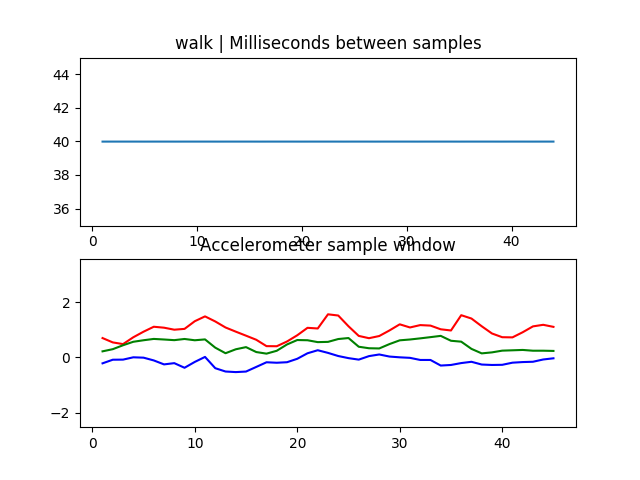 walk | Milliseconds between samples
44
42
40
38
36
0 10 20 30 40
Accelerometer sample window
2
0
−2
0 10 20 30 40